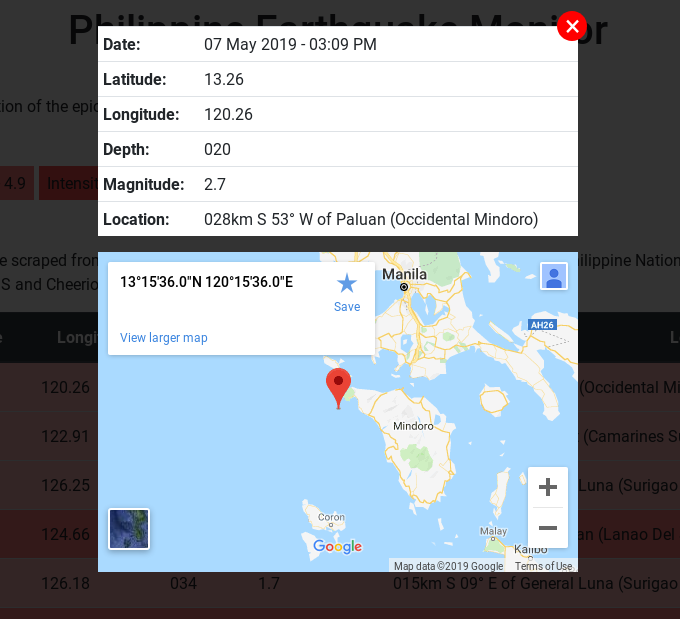 Philippine Earthquake Monitor
Date: 07 May 2019 - 03:09 PM
Latitude: 13.26
Longitude: 120.26
tion of the epic
Depth: 020
4.9 Intensit
Magnitude: 2.7
Location: 028km S 53° W of Paluan (Occidental Mindoro)
e scraped from
ilippine Nation
S and Cheerio
13°15'36.0"N 120°15'36.0"E
Save
View larger map
Manila
AH26
e Longi
L
120.26
(Occidental Mi
Mindoro
122.91
(Camarines S
126.25
Luna (Surigao
124.66
an (Lanao Del
Coron
Malay
Kalibo
Google
Map data ©2019 Google Terms of Use
126.18 034 1.7 015km S 09° E of General Luna (Surigao